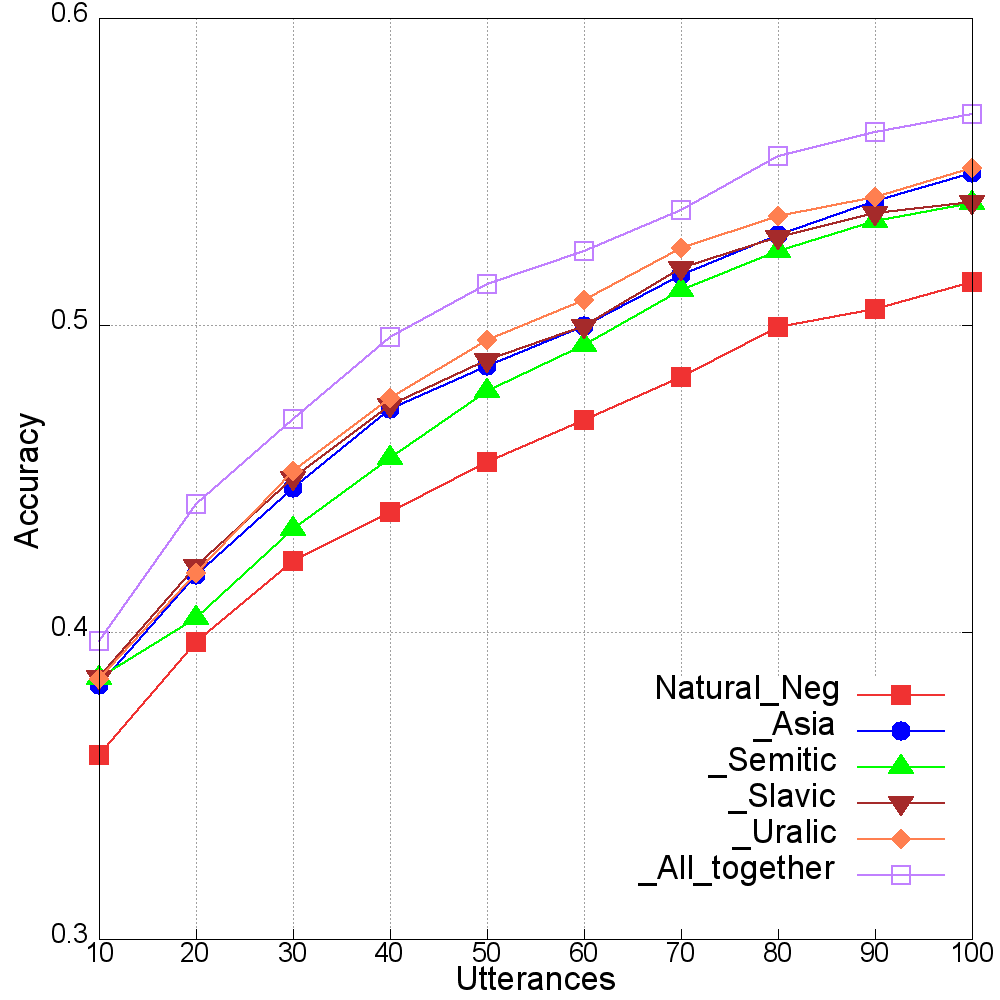 0.6
0.5
0.4
0.3
Accuracy
Natural_Neg
_Asia
_Semitic
_Slavic
_Uralic
_All_together
10 20 30 40 50 60 70 80 90 100
Utterances